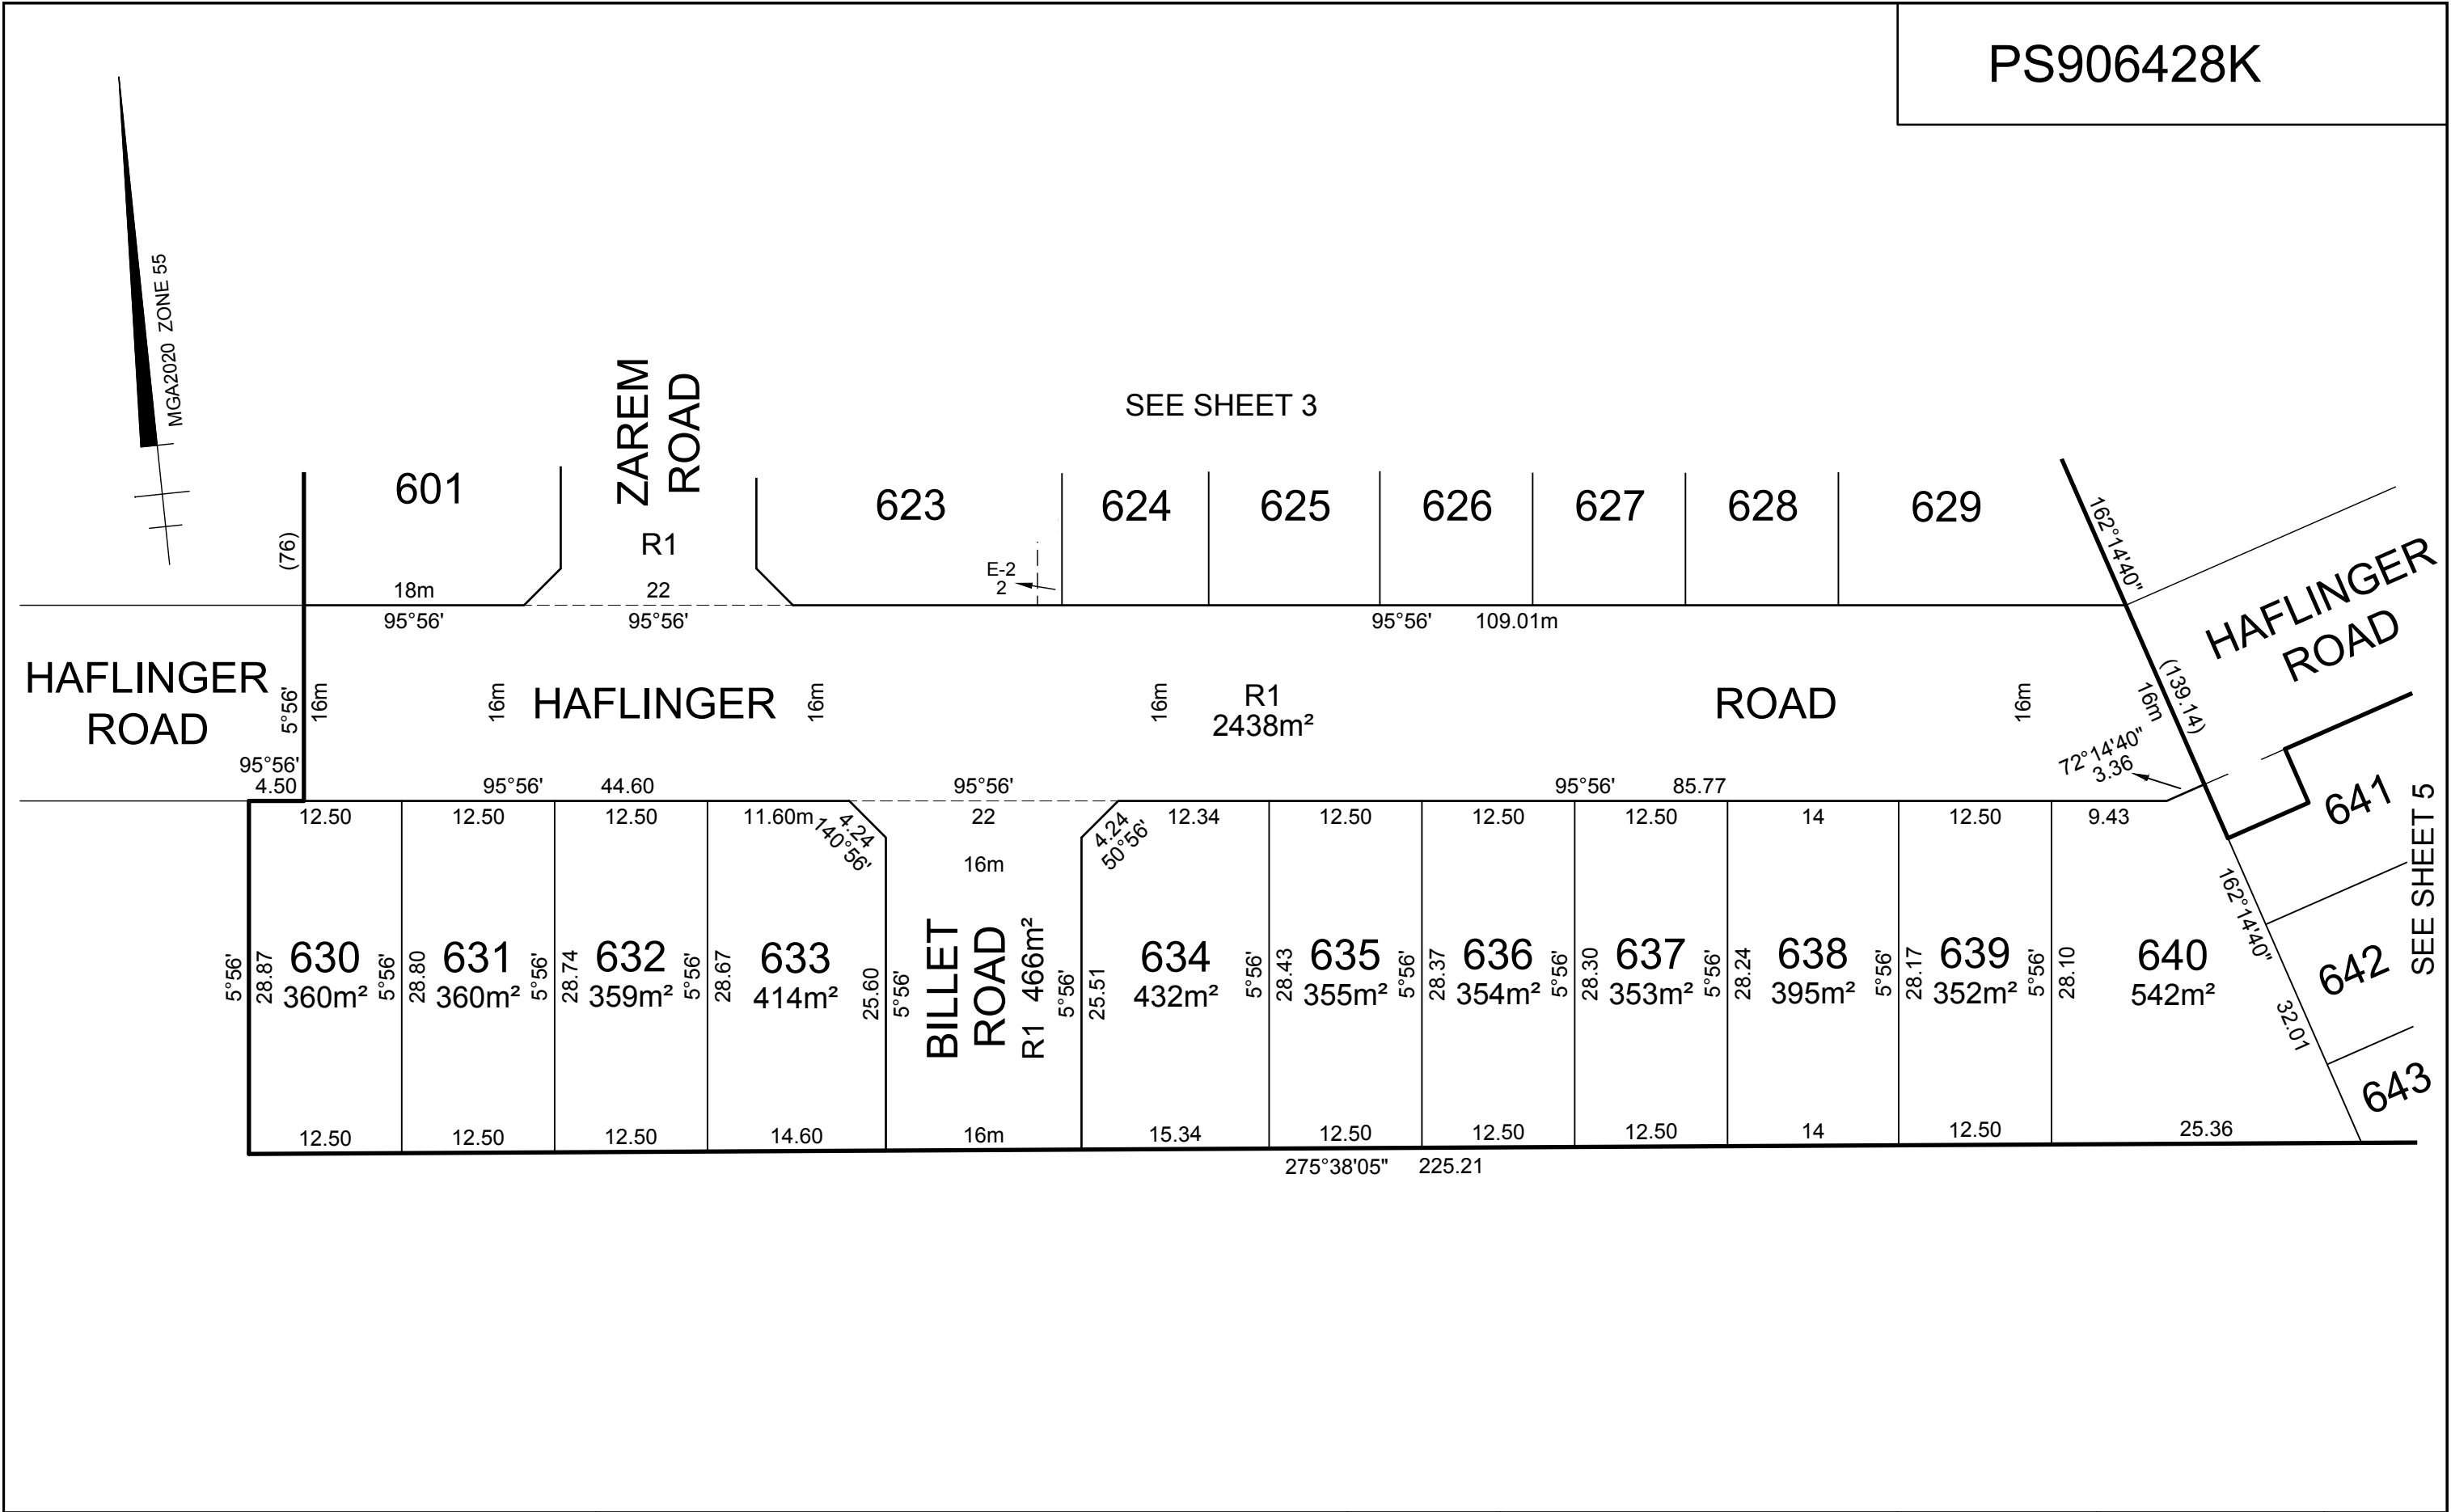 PS906428K
MGA2020 ZONE 55
ZAREM
ROAD
R1
SEE SHEET 3
601
623
624
625
626
627
628
629
(76)
18m
22
E-2
2
95°56'
95°56'
95°56' 109.01m
162°14'40"
HAFLINGER
ROAD
HAFLINGER
ROAD
5°56'
16m
16m
HAFLINGER
16m
16m
R1
2438m²
ROAD
16m
16m
(139.14)
72°14'40"
3.36
95°56'
4.50
95°56' 44.60
95°56'
95°56' 85.77
12.50
12.50
12.50
11.60m
4.24
140°56'
22
16m
4.24
50°56'
12.34
12.50
12.50
12.50
14
12.50
9.43
641
SEE SHEET 5
162°14'40"
32.01
642
643
5°56'
28.87
630
360m²
5°56'
28.80
631
360m²
5°56'
28.74
632
359m²
5°56'
28.67
633
414m²
25.60
5°56'
BILLET
ROAD
R1 466m²
5°56'
25.51
634
432m²
5°56'
28.43
635
355m²
5°56'
28.37
636
354m²
5°56'
28.30
637
353m²
5°56'
28.24
638
395m²
5°56'
28.17
639
352m²
5°56'
28.10
640
542m²
12.50
12.50
12.50
14.60
16m
15.34
12.50
12.50
12.50
14
12.50
25.36
275°38'05" 225.21